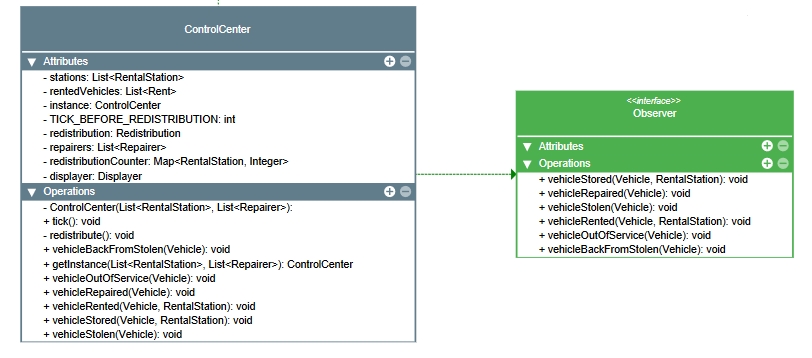 ControlCenter
Attributes
- stations: List<RentalStation>
- rentedVehicles: List<Rent>
- instance: ControlCenter
- TICK_BEFORE_REDISTRIBUTION: int
- redistribution: Redistribution
- repairers: List<Repairer>
- redistributionCounter: Map<RentalStation, Integer>
- displayer: Displayer
Operations
- ControlCenter(List<RentalStation>, List<Repairer>):
+ tick(): void
- redistribute(): void
+ vehicleBackFromStolen(Vehicle): void
+ getInstance(List<RentalStation>, List<Repairer>): ControlCenter
+ vehicleOutOfService(Vehicle): void
+ vehicleRepaired(Vehicle): void
+ vehicleRented(Vehicle, RentalStation): void
+ vehicleStored(Vehicle, RentalStation): void
+ vehicleStolen(Vehicle): void
<<interface>>
Observer
Attributes
Operations
+ vehicleStored(Vehicle, RentalStation): void
+ vehicleRepaired(Vehicle): void
+ vehicleStolen(Vehicle): void
+ vehicleRented(Vehicle, RentalStation): void
+ vehicleOutOfService(Vehicle): void
+ vehicleBackFromStolen(Vehicle): void